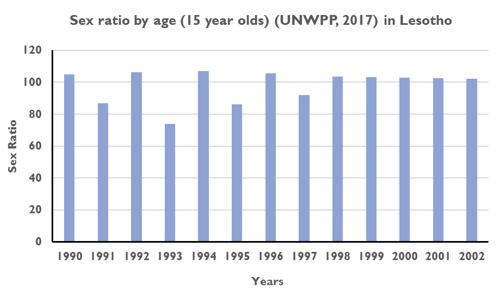 Sex ratio by age (15 year olds) (UNWPP, 2017) in Lesotho
120
100
80
60
40
20
0
Sex Ratio
1990 1991 1992 1993 1994 1995 1996 1997 1998 1999 2000 2001 2002
Years